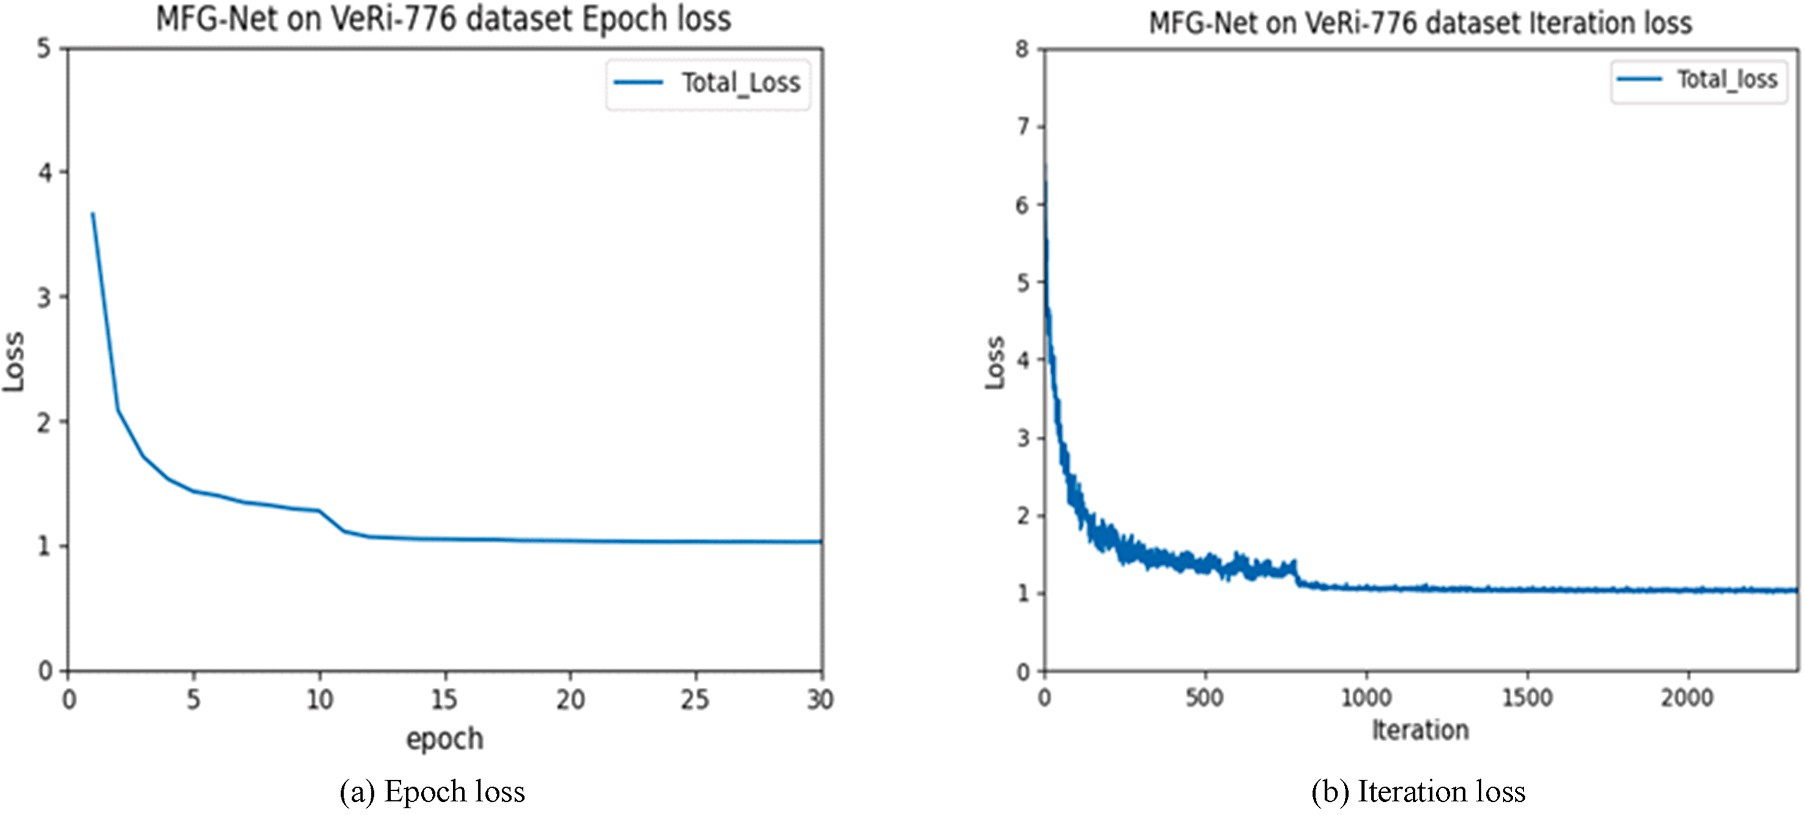 MFG-Net on VeRi-776 dataset Epoch loss
5
4
3
2
1
0
Loss
Total_Loss
0 5 10 15 20 25 30
epoch
(a) Epoch loss
MFG-Net on VeRi-776 dataset Iteration loss
8
7
6
5
4
3
2
1
0
Loss
Total_loss
0 500 1000 1500 2000
Iteration
(b) Iteration loss